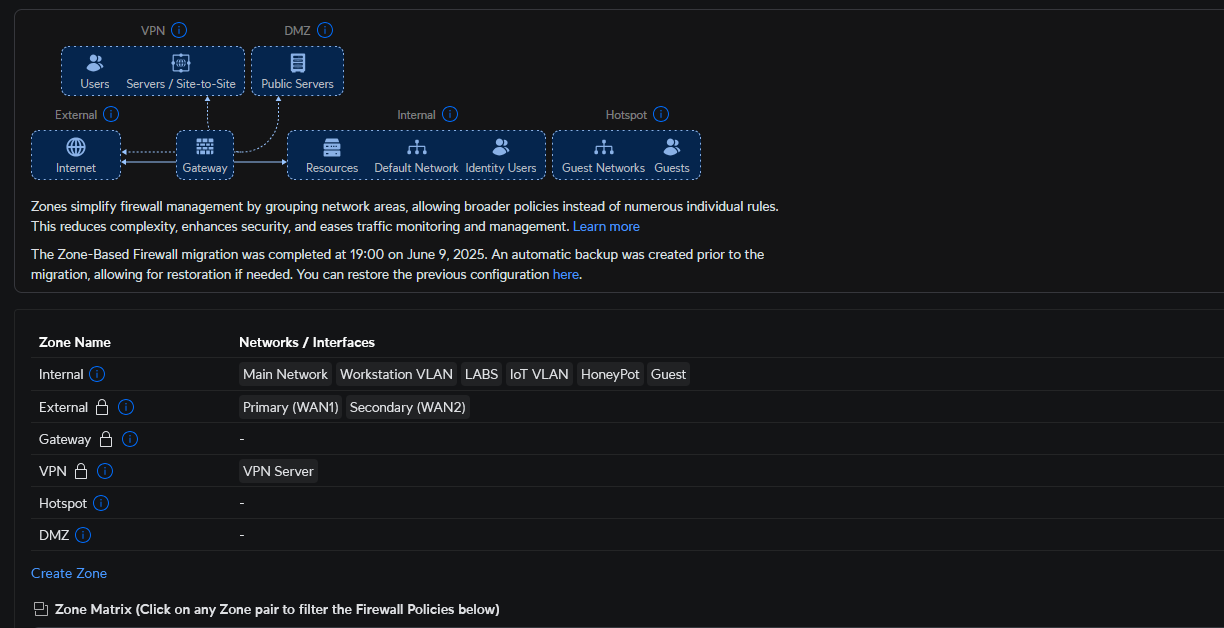 VPN DMZ
Users Servers / Site-to-Site Public Servers
External Internal Hotspot
Internet Gateway Resources Default Network Identity Users Guest Networks Guests
Zones simplify firewall management by grouping network areas, allowing broader policies instead of numerous individual rules.
This reduces complexity, enhances security, and eases traffic monitoring and management. Learn more
The Zone-Based Firewall migration was completed at 19:00 on June 9, 2025. An automatic backup was created prior to the
migration, allowing for restoration if needed. You can restore the previous configuration here.
Zone Name Networks / Interfaces
Internal Main Network Workstation VLAN LABS IoT VLAN HoneyPot Guest
External Primary (WAN1) Secondary (WAN2)
Gateway -
VPN VPN Server
Hotspot -
DMZ -
Create Zone
Zone Matrix (Click on any Zone pair to filter the Firewall Policies below)